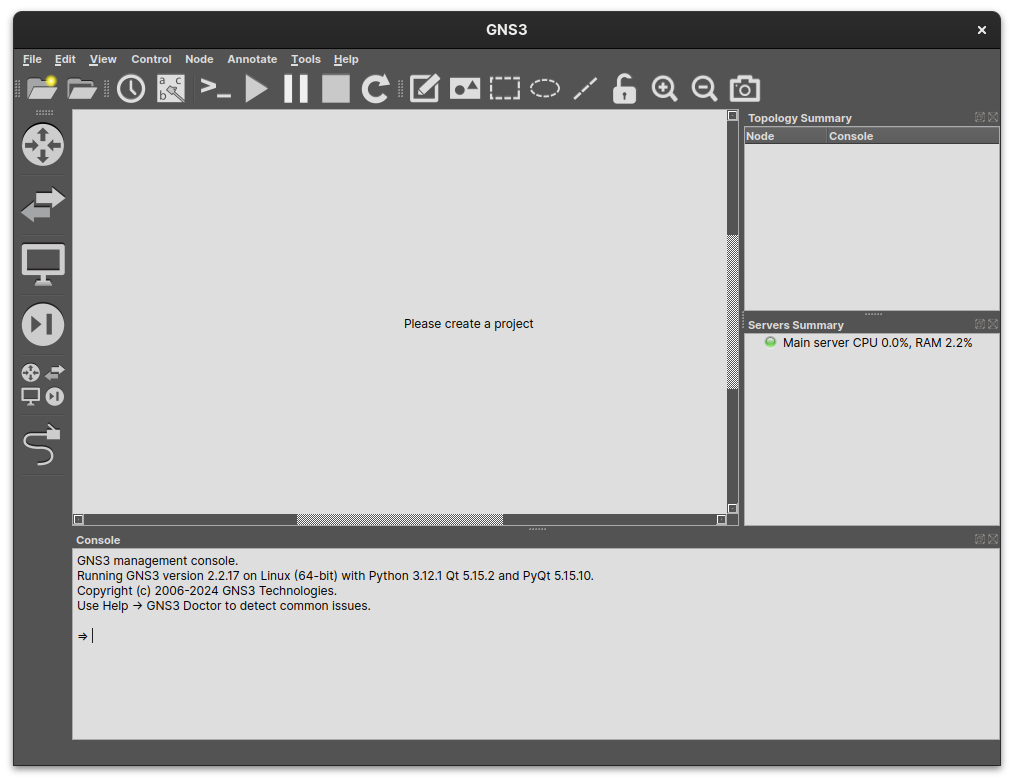 GNS3
File Edit View Control Node Annotate Tools Help
a c
b
>_
Please create a project
Topology Summary
Node Console
Servers Summary
Main server CPU 0.0%, RAM 2.2%
Console
GNS3 management console.
Running GNS3 version 2.2.17 on Linux (64-bit) with Python 3.12.1 Qt 5.15.2 and PyQt 5.15.10.
Copyright (c) 2006-2024 GNS3 Technologies.
Use Help → GNS3 Doctor to detect common issues.
⇒